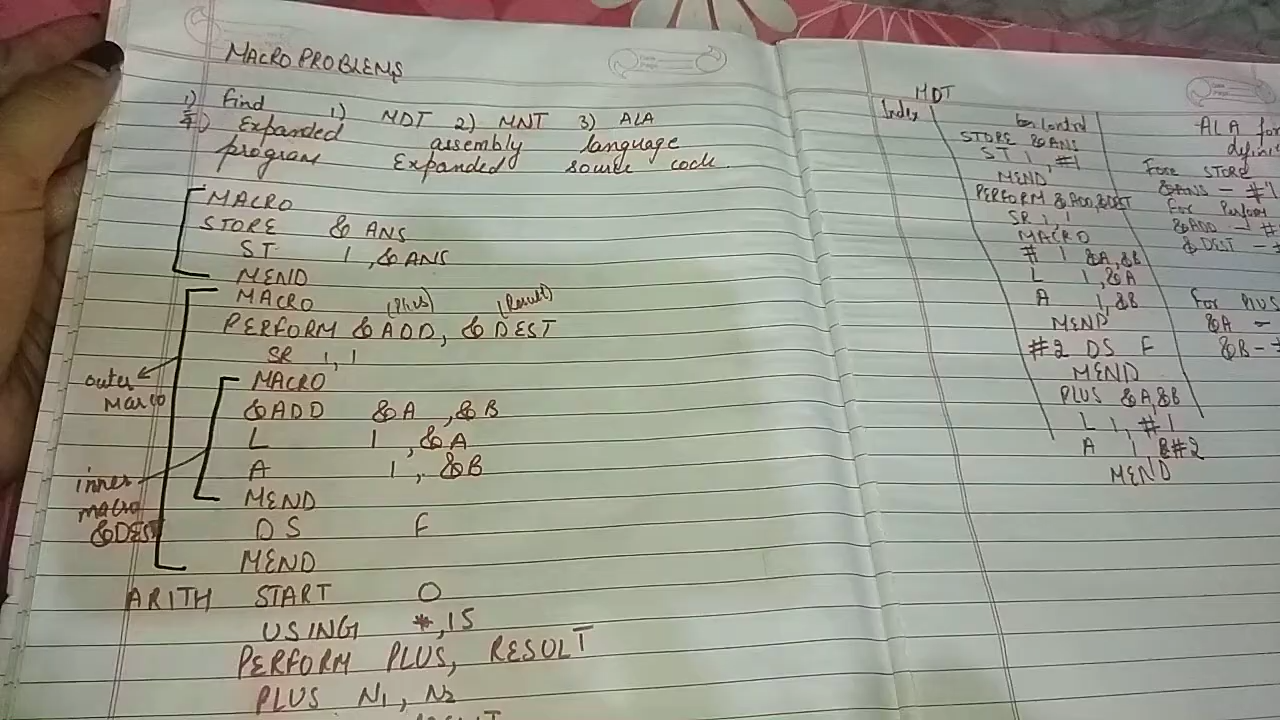 MACRO PROBLEMS
1) Find 1) MDT 2) MNT 3) ALA
Expanded assembly language
program Expanded source code.
MACRO
STORE &ANS
ST 1, &ANS
MEND
MACRO (Plus) (Result)
PERFORM &ADD, &DEST
SR 1,1
outer
Macro
MACRO
&ADD &A, &B
L 1, &A
inner
macro
A 1, &B
MEND
&DEST DS F
MEND
ARITH START 0
USING *,15
PERFORM PLUS, RESULT
PLUS N1, N2
MDT
Index
STORE &ANS
ST 1, #1
MEND
PERFORM &ADD,&DEST
SR 1,1
MACRO
# 1 &A,&B
L 1,&A
A 1,&B
MEND
#2 DS F
MEND
PLUS &A,&B
L 1, #1
A 1, #2
MEND
ALA for
For STORE
&ANS - #1
For Perform
&ADD - #
&DEST -
For PlUS
&A -
&B -